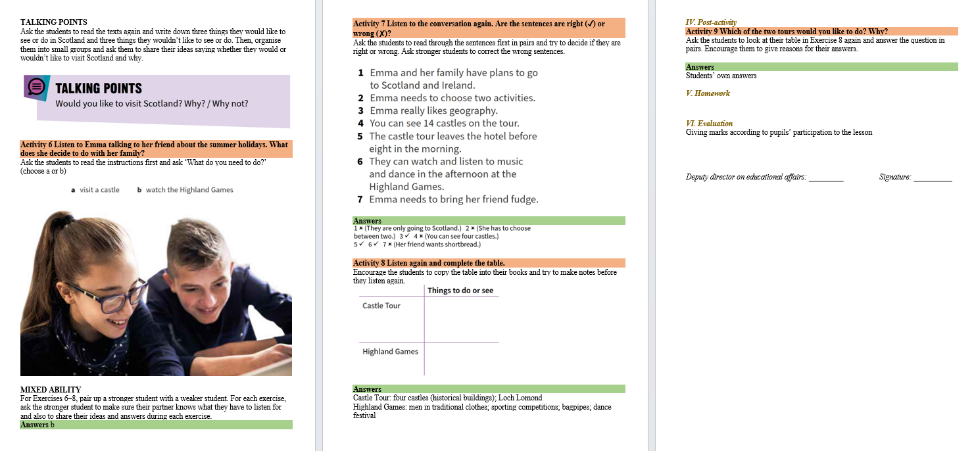 TALKING POINTS
Ask the students to read the texts again and write down three things they would like to
see or do in Scotland and three things they wouldn't like to see or do. Then, organise
them into small groups and ask them to share their ideas saying whether they would or
wouldn't like to visit Scotland and why.
TALKING POINTS
Would you like to visit Scotland? Why? / Why not?
Activity 6 Listen to Emma talking to her friend about the summer holidays. What
does she decide to do with her family?
Ask the students to read the instructions first and ask 'What do you need to do?'
(choose a or b)
a visit a castle b watch the Highland Games
MIXED ABILITY
For Exercises 6–8, pair up a stronger student with a weaker student. For each exercise,
ask the stronger student to make sure their partner knows what they have to listen for
and also to share their ideas and answers during each exercise.
Answers b
Activity 7 Listen to the conversation again. Are the sentences are right (✓) or
wrong (✗)?
Ask the students to read through the sentences first in pairs and try to decide if they are
right or wrong. Ask stronger students to correct the wrong sentences.
1 Emma and her family have plans to go
to Scotland and Ireland.
2 Emma needs to choose two activities.
3 Emma really likes geography.
4 You can see 14 castles on the tour.
5 The castle tour leaves the hotel before
eight in the morning.
6 They can watch and listen to music
and dance in the afternoon at the
Highland Games.
7 Emma needs to bring her friend fudge.
Answers
1 ✗ (They are only going to Scotland.) 2 ✗ (She has to choose
between two.) 3 ✓ 4 ✗ (You can see four castles.)
5 ✓ 6 ✓ 7 ✗ (Her friend wants shortbread.)
Activity 8 Listen again and complete the table.
Encourage the students to copy the table into their books and try to make notes before
they listen again.
Things to do or see
Castle Tour
Highland Games
Answers
Castle Tour: four castles (historical buildings); Loch Lomond
Highland Games: men in traditional clothes; sporting competitions; bagpipes; dance
festival
IV. Post-activity
Activity 9 Which of the two tours would you like to do? Why?
Ask the students to look at their table in Exercise 8 again and answer the question in
pairs. Encourage them to give reasons for their answers.
Answers
Students' own answers
V. Homework
VI. Evaluation
Giving marks according to pupils' participation to the lesson
Deputy director on educational affairs: _________ Signature: _________